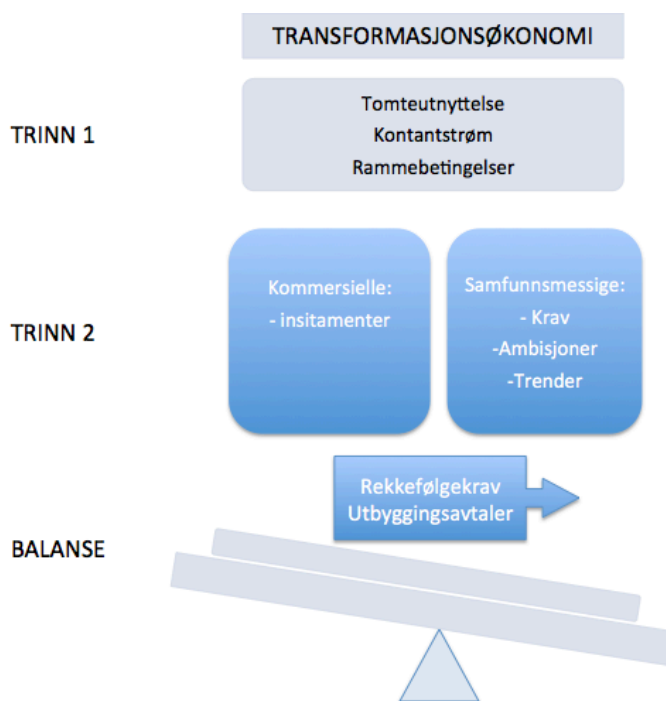 TRANSFORMASJONSØKONOMI
TRINN 1
Tomteutnyttelse
Kontantstrøm
Rammebetingelser
TRINN 2
Kommersielle:
- insitamenter
Samfunnsmessige:
- Krav
-Ambisjoner
-Trender
Rekkefølgekrav
Utbyggingsavtaler
BALANSE